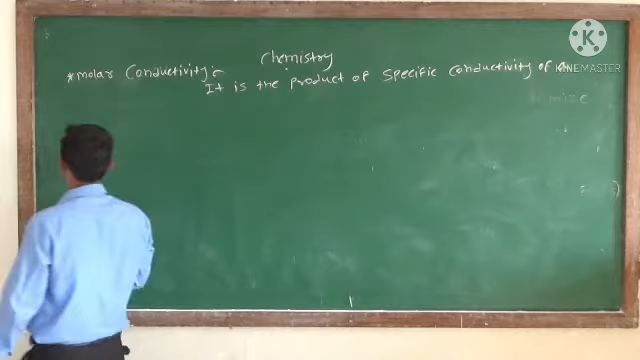 Chemistry
*molar Conductivity:-
It is the product of specific conductivity of a
KINEMASTER